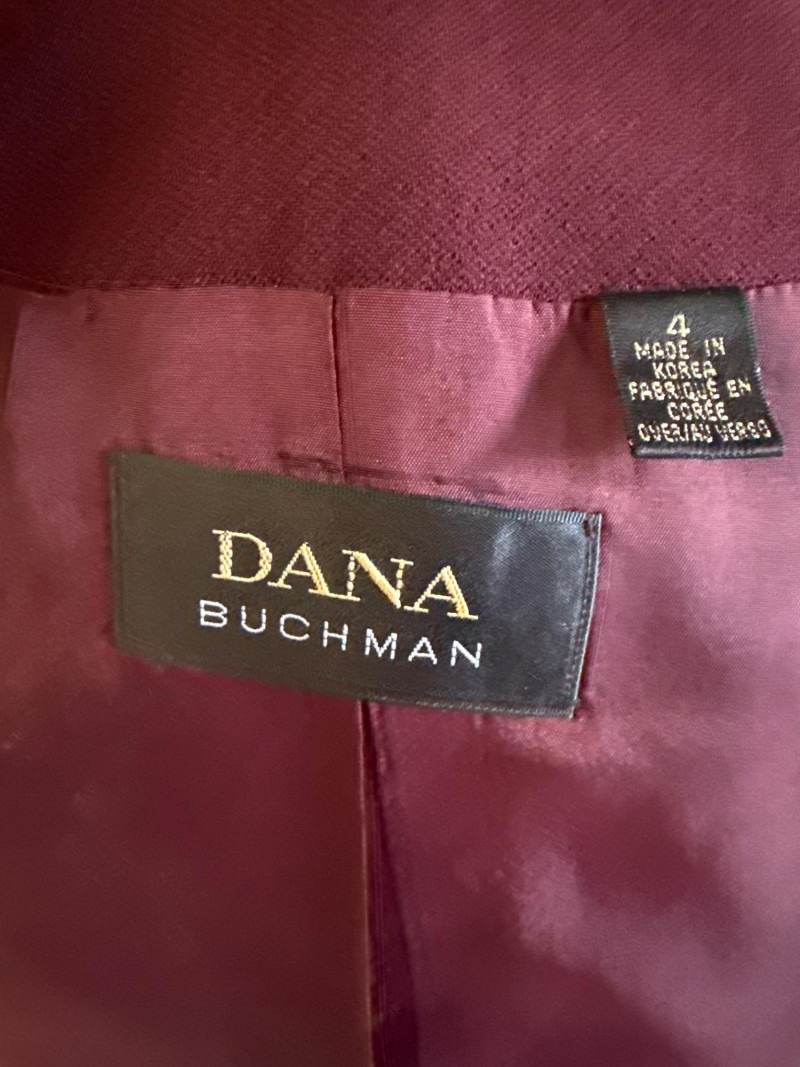 4
MADE IN
KOREA
FABRIQUÉ EN
CORÉE
OVER/AU VERSO
DANA
BUCHMAN